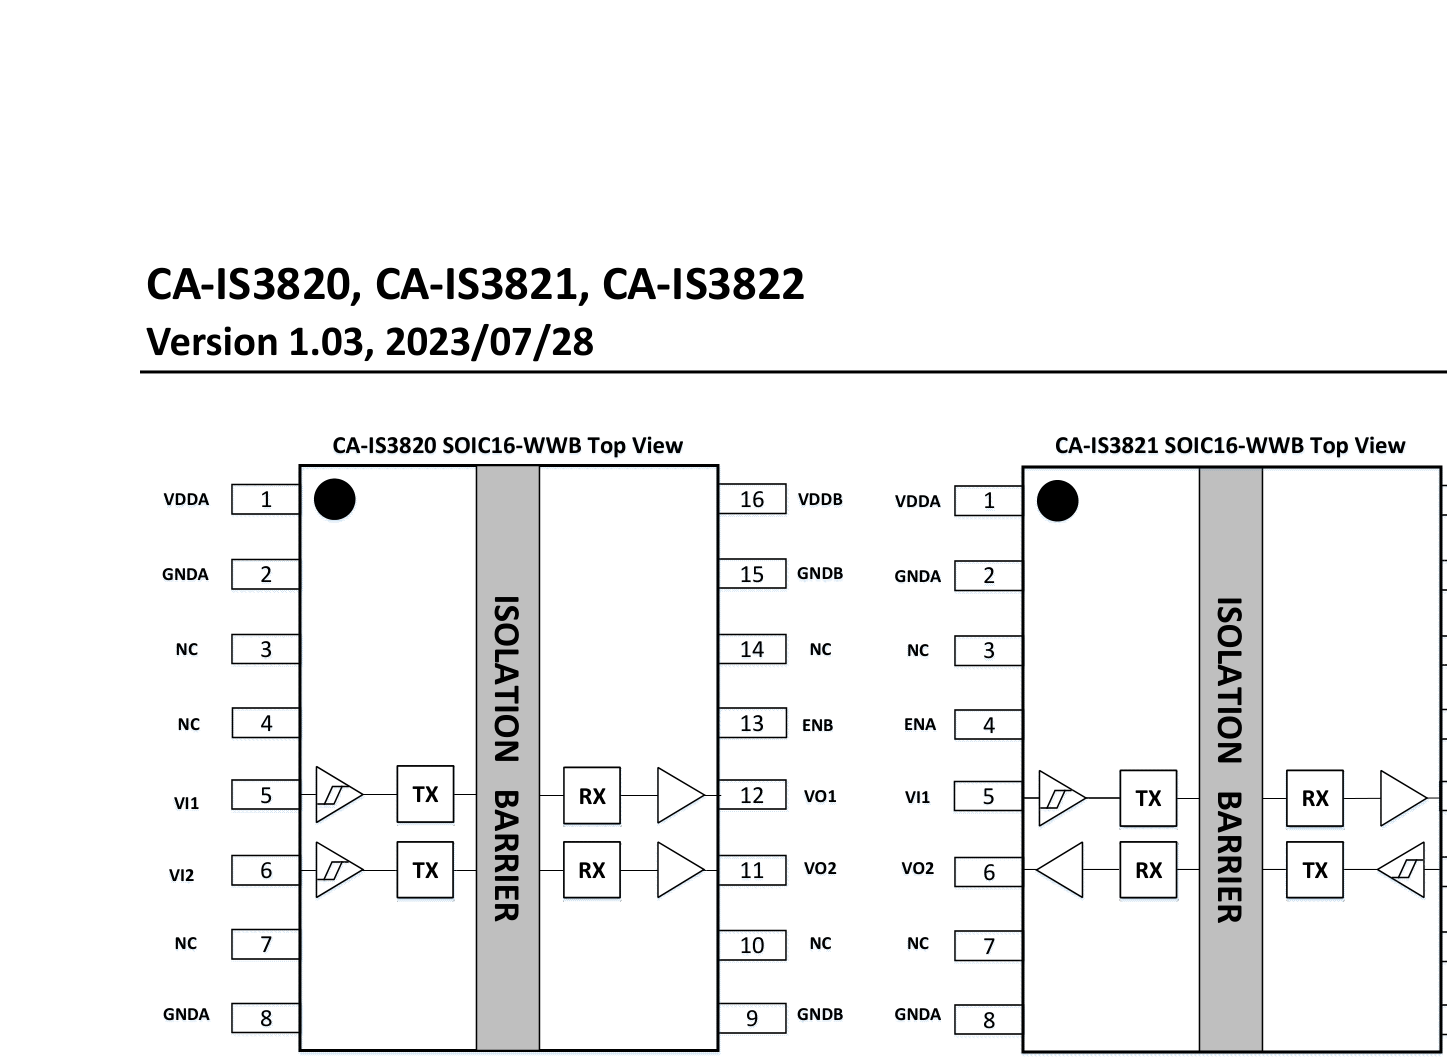 CA-IS3820, CA-IS3821, CA-IS3822
Version 1.03, 2023/07/28
CA-IS3820 SOIC16-WWB Top View
VDDA 1 16 VDDB
GNDA 2 15 GNDB
NC 3 14 NC
NC 4 13 ENB
VI1 5 TX RX 12 VO1
VI2 6 TX RX 11 VO2
NC 7 10 NC
GNDA 8 9 GNDB
ISOLATION BARRIER
CA-IS3821 SOIC16-WWB Top View
VDDA 1
GNDA 2
NC 3
ENA 4
VI1 5 TX RX
VO2 6 RX TX
NC 7
GNDA 8
ISOLATION BARRIER